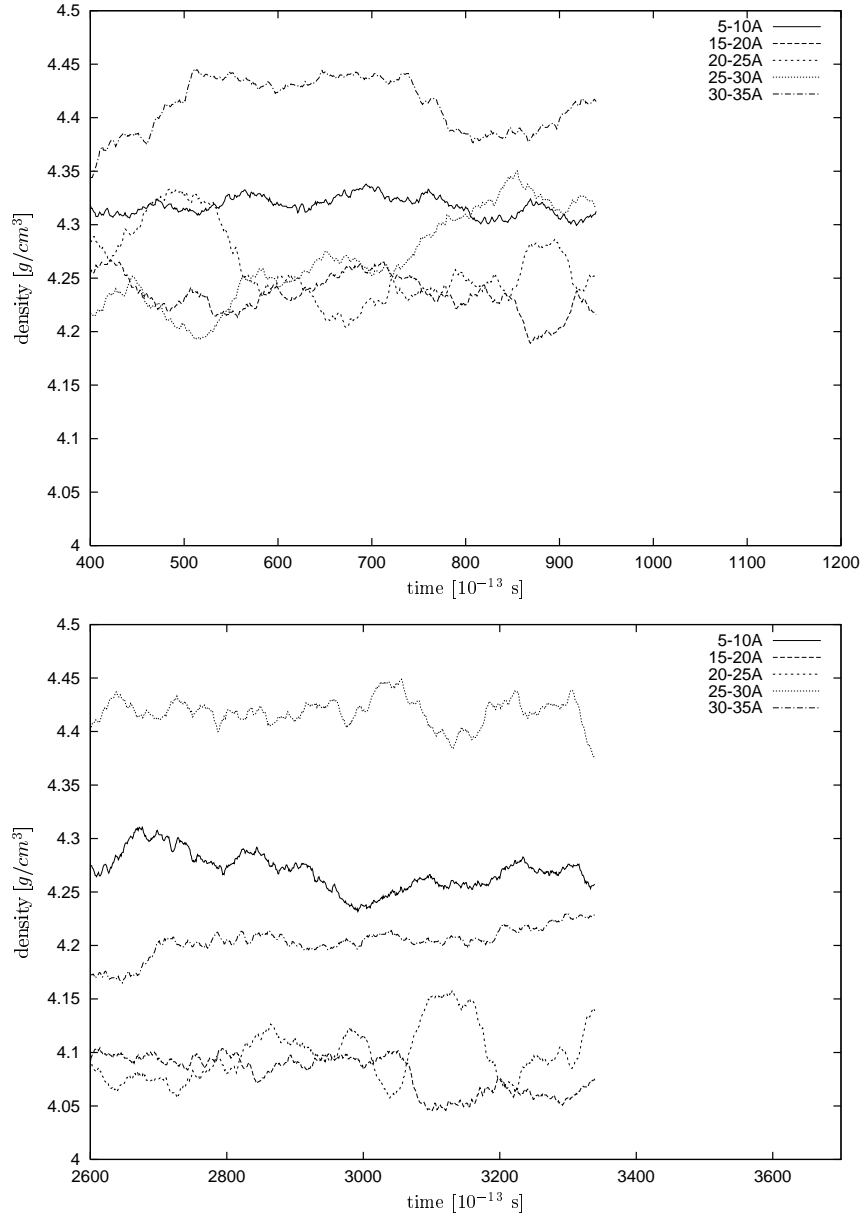 4.5
4.45
4.4
4.35
4.3
4.25
4.2
4.15
4.1
4.05
4
density [g/cm³]
5-10A
15-20A
20-25A
25-30A
30-35A
400 500 600 700 800 900 1000 1100 1200
time [10⁻¹³ s]
4.5
4.45
4.4
4.35
4.3
4.25
4.2
4.15
4.1
4.05
4
density [g/cm³]
5-10A
15-20A
20-25A
25-30A
30-35A
2600 2800 3000 3200 3400 3600
time [10⁻¹³ s]